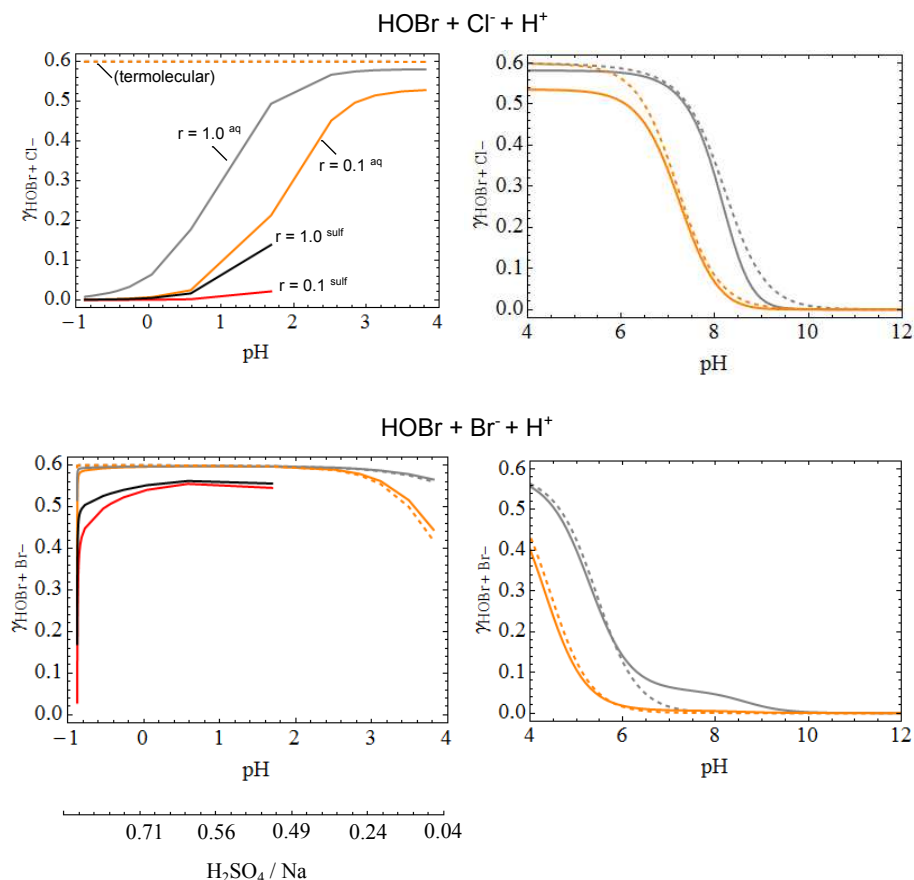 HOBr + Cl⁻ + H⁺
0.6
0.5
0.4
0.3
0.2
0.1
0.0
γHOBr + Cl−
(termolecular)
r = 1.0 aq
r = 0.1 aq
r = 1.0 sulf
r = 0.1 sulf
−1 0 1 2 3 4
pH
0.6
0.5
0.4
0.3
0.2
0.1
0.0
γHOBr + Cl−
4 6 8 10 12
pH
HOBr + Br⁻ + H⁺
0.6
0.5
0.4
0.3
0.2
0.1
0.0
γHOBr + Br−
−1 0 1 2 3 4
pH
0.6
0.5
0.4
0.3
0.2
0.1
0.0
γHOBr + Br−
4 6 8 10 12
pH
0.71 0.56 0.49 0.24 0.04
H₂SO₄ / Na